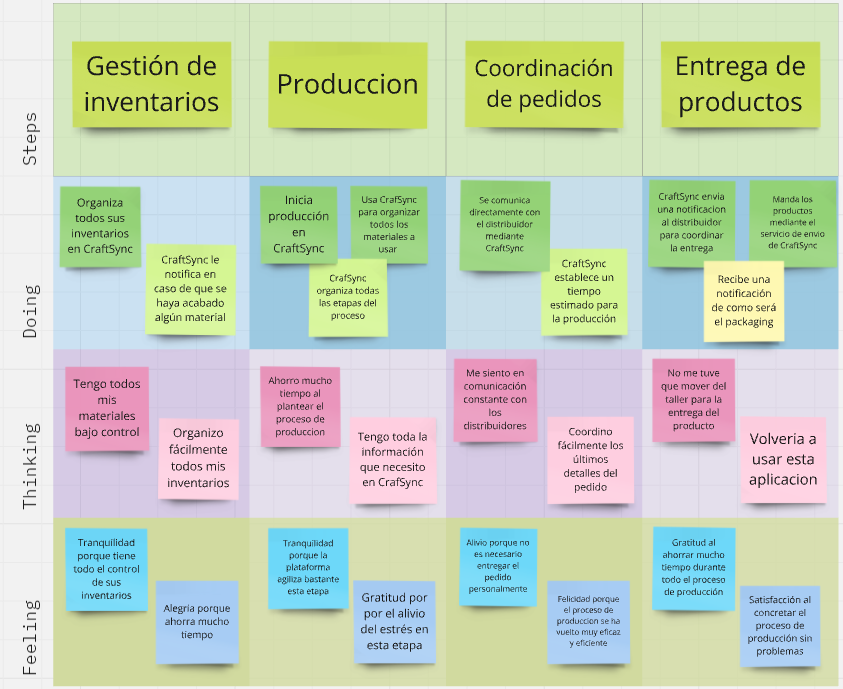 Steps
Gestión de
inventarios
Produccion
Coordinación
de pedidos
Entrega de
productos
Doing
Organiza
todos sus
inventarios
en CraftSync
CraftSync le
notifica en
caso de que se
haya acabado
algún material
Inicia
producción
en
CraftSync
Usa CrafSync
para organizar
todos los
materiales a
usar
CrafSync
organiza todas
las etapas del
proceso
Se comunica
directamente con
el distribuidor
mediante
CraftSync
CraftSync
establece un
tiempo
estimado para
la producción
CraftSync envia
una notificacion
al distribuidor
para coordinar
la entrega
Manda los
productos
mediante el
servicio de envio
de CraftSync
Recibe una
notificación
de como será
el packaging
Thinking
Tengo todos
mis
materiales
bajo control
Organizo
fácilmente
todos mis
inventarios
Ahorro mucho
tiempo al
plantear el
proceso de
produccion
Tengo toda la
información
que necesito
en CrafSync
Me siento en
comunicación
constante con
los
distribuidores
Coordino
fácilmente los
últimos
detalles del
pedido
No me tuve
que mover del
taller para la
entrega del
producto
Volveria a
usar esta
aplicacion
Feeling
Tranquilidad
porque tiene
todo el control
de sus
inventarios
Alegria porque
ahorra mucho
tiempo
Tranquilidad
porque la
plataforma
agiliza bastante
esta etapa
Gratitud por
por el alivio
del estrés en
esta etapa
Alivio porque no
es necesario
entregar el
pedido
personalmente
Felicidad porque
el proceso de
produccion se ha
vuelto muy eficaz
y eficiente
Gratitud al
ahorrar mucho
tiempo durante
todo el proceso
de producción
Satisfacción al
concretar el
proceso de
producción sin
problemas